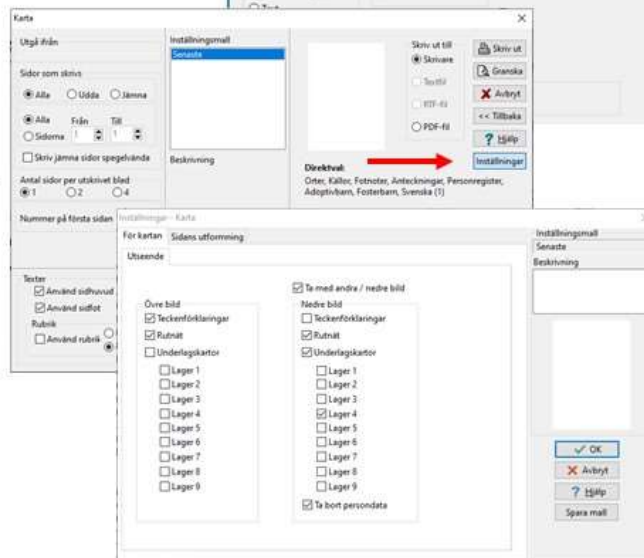 Text
Karta
Utgå ifrån
Sidor som skrivs
Alla Udda Jämna
Alla Från Till
Sidorna 1 1
Skriv jämna sidor spegelvända
Antal sidor per utskrivet blad
1 2 4
Nummer på första sidan
Texter
Använd sidhuvud
Använd sidfot
Rubrik
Använd rubrik
Inställningsmall
Senaste
Beskrivning
Skriv ut till
Skrivare
Textfil
RTF-fil
PDF-fil
Skriv ut
Granska
Avbryt
<< Tillbaka
Hjälp
Inställningar
Direktval:
Orter, Källor, Fotnoter, Anteckningar, Personregister,
Adoptivbarn, Fosterbarn, Svenska (1)
Inställningar - Karta
För kartan Sidans utformning
Utseende
Ta med andra / nedre bild
Övre bild
Teckenförklaringar
Rutnät
Underlagskartor
Lager 1
Lager 2
Lager 3
Lager 4
Lager 5
Lager 6
Lager 7
Lager 8
Lager 9
Nedre bild
Teckenförklaringar
Rutnät
Underlagskartor
Lager 1
Lager 2
Lager 3
Lager 4
Lager 5
Lager 6
Lager 7
Lager 8
Lager 9
Ta bort persondata
Inställningsmall
Senaste
Beskrivning
OK
Avbryt
Hjälp
Spara mall